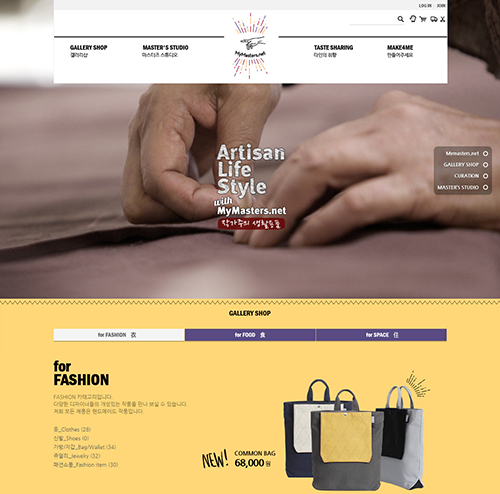 LOG IN JOIN
GALLERY SHOP
갤러리샵
MASTER'S STUDIO
마스터즈 스튜디오
MyMasters.net
TASTE SHARING
타인의 취향
MAKE4ME
만들어주세요
Artisan
Life
Style
with
MyMasters.net
작가주의 생활용품
Mymasters.net
GALLERY SHOP
CURATION
MASTER'S STUDIO
GALLERY SHOP
for FASHION 衣
for FOOD 食
for SPACE 住
for
FASHION
FASHION 카테고리입니다.
다양한 디자이너들의 개성있는 작품을 만나 보실 수 있습니다.
저희 모든 제품은 핸드메이드 작품입니다.
옷_Clothes (28)
신발_Shoes (0)
가방/지갑_Bag/Wallet (34)
쥬얼리_Jewelry (32)
패션소품_Fashion item (30)
NEW!
COMMON BAG
68,000 원